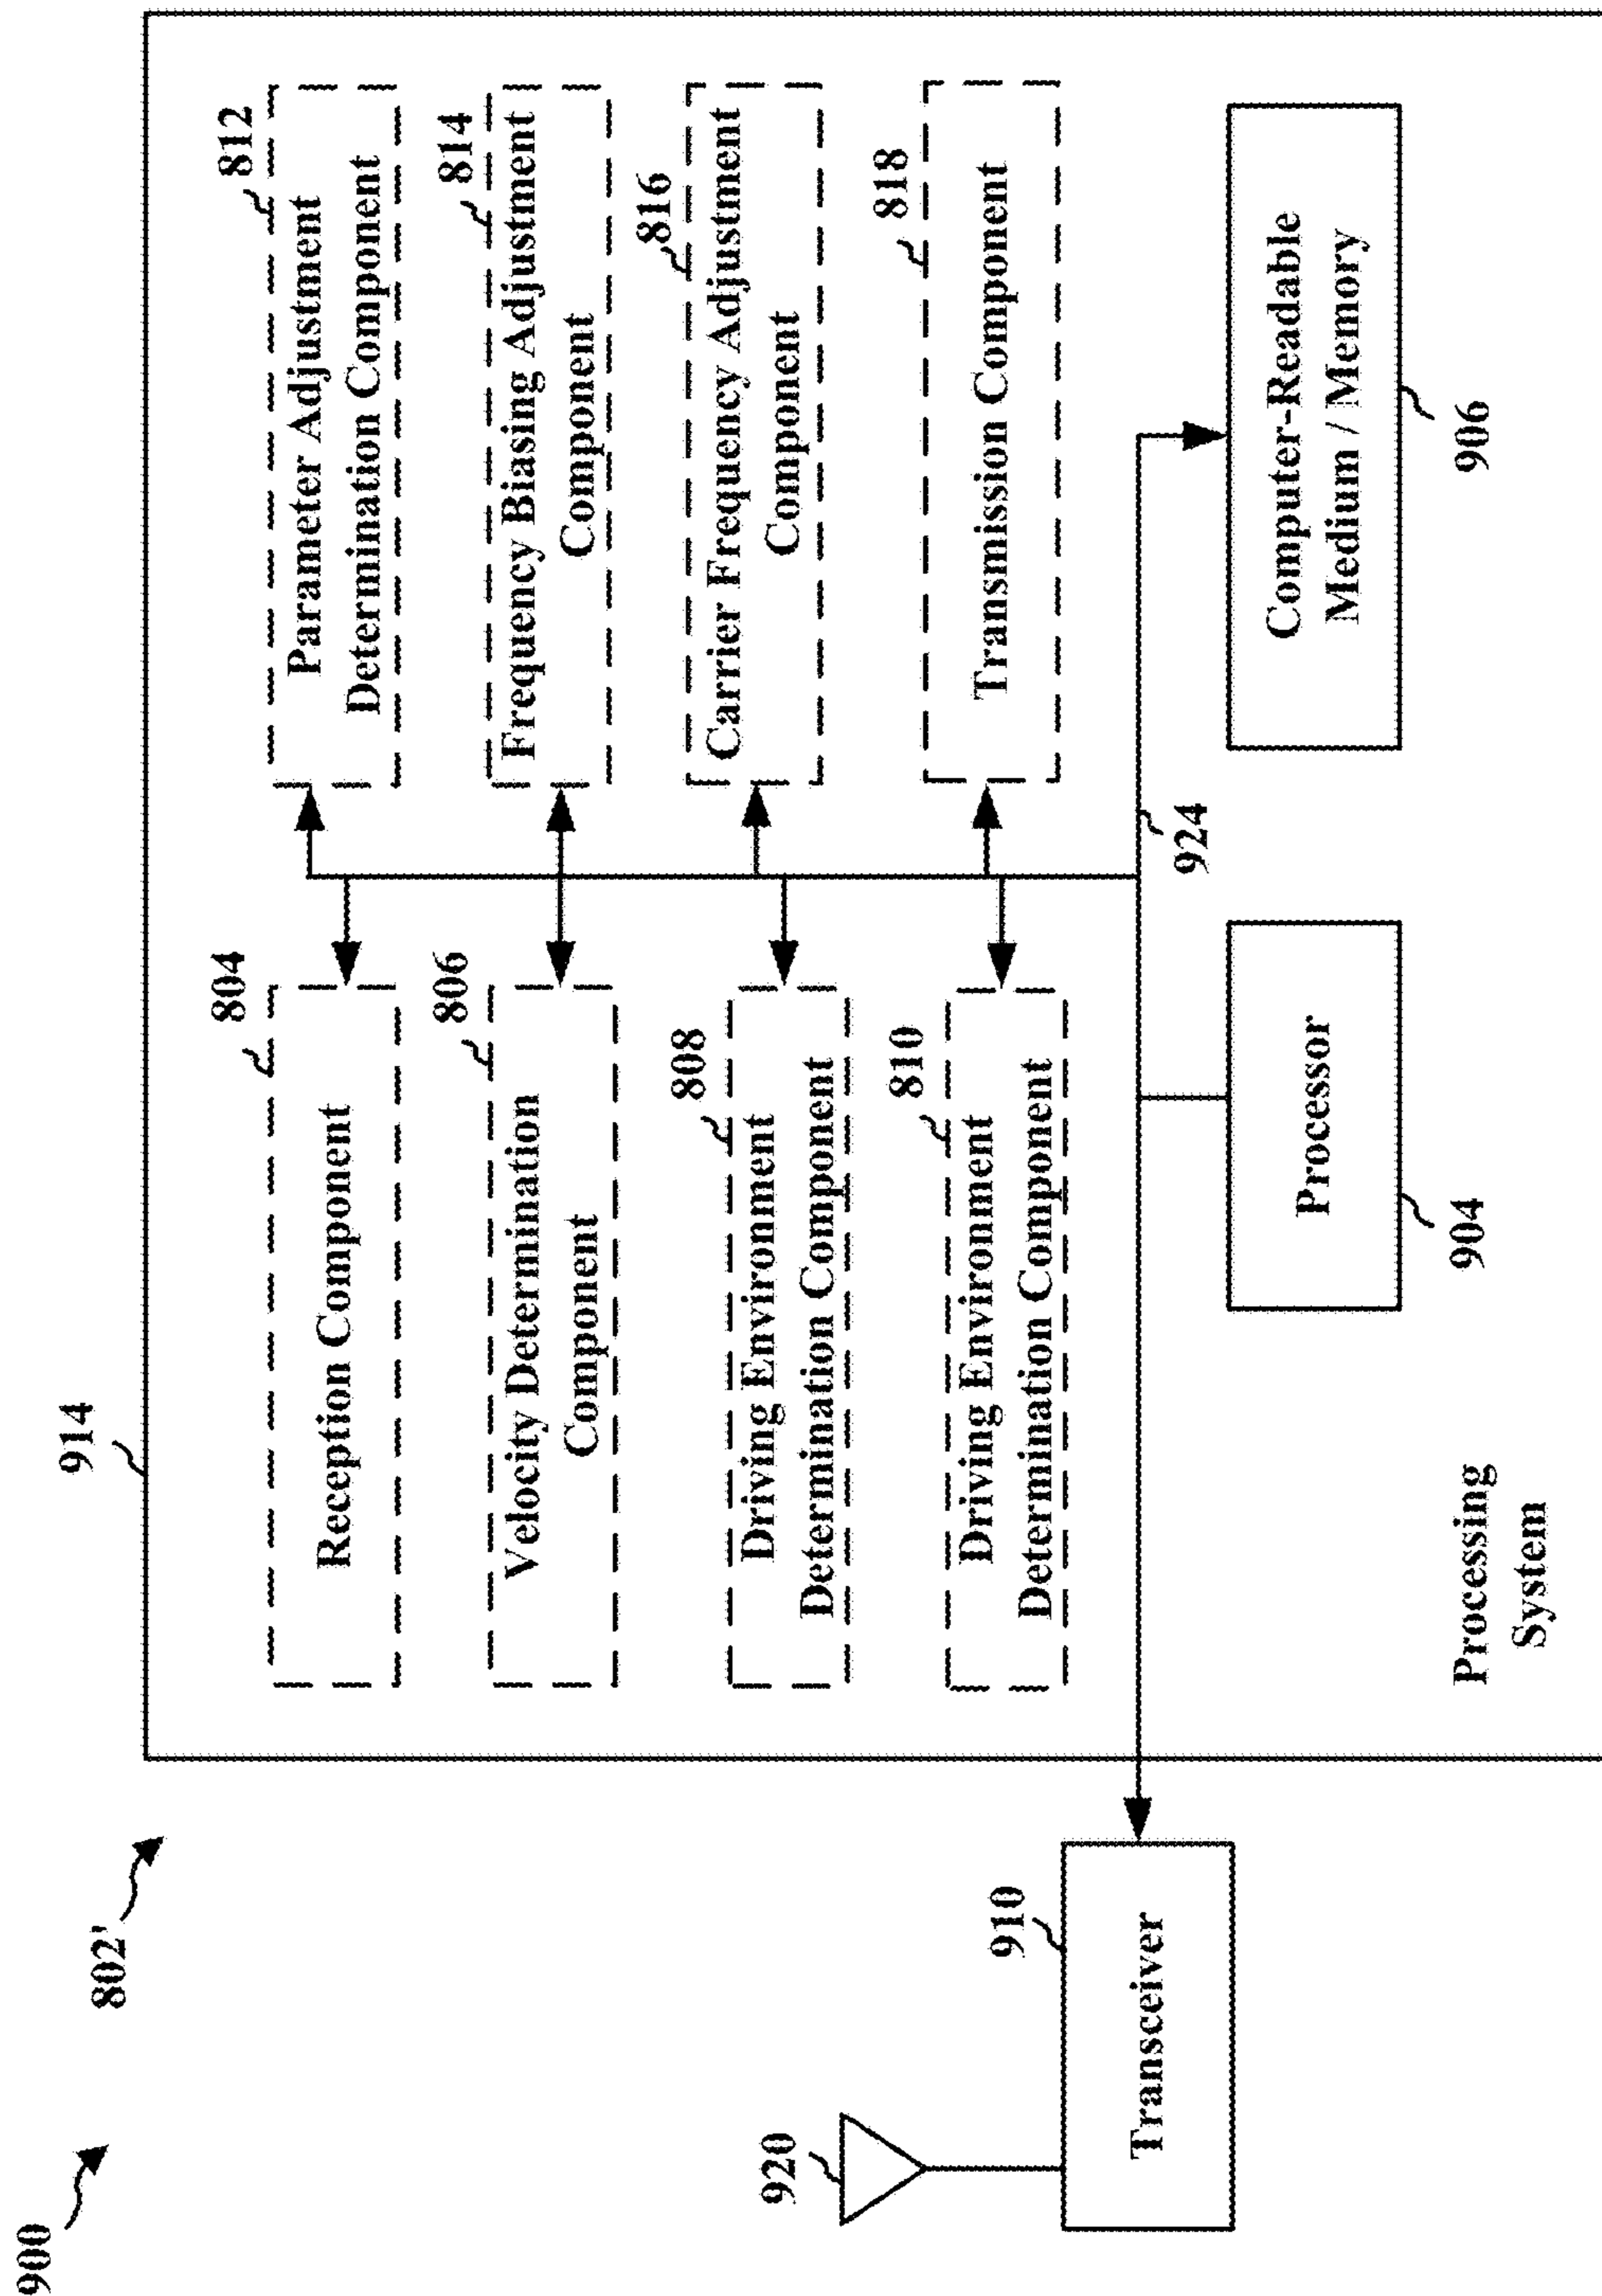 900
802'
914
804
Reception Component
812
Parameter Adjustment
Determination Component
806
Velocity Determination
Component
814
Frequency Biasing Adjustment
Component
808
Driving Environment
Determination Component
816
Carrier Frequency Adjustment
Component
810
Driving Environment
Determination Component
818
Transmission Component
920
910
Transceiver
924
Processor
904
Computer-Readable
Medium / Memory
906
Processing
System